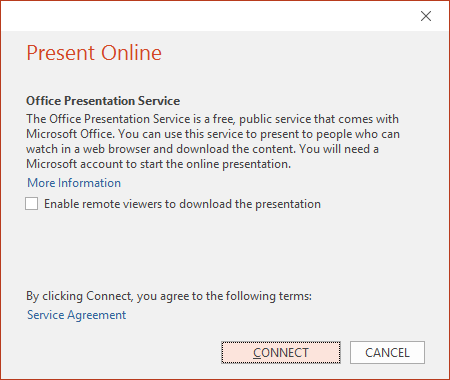 Present Online
Office Presentation Service
The Office Presentation Service is a free, public service that comes with
Microsoft Office. You can use this service to present to people who can
watch in a web browser and download the content. You will need a
Microsoft account to start the online presentation.
More Information
Enable remote viewers to download the presentation
By clicking Connect, you agree to the following terms:
Service Agreement
CONNECT CANCEL